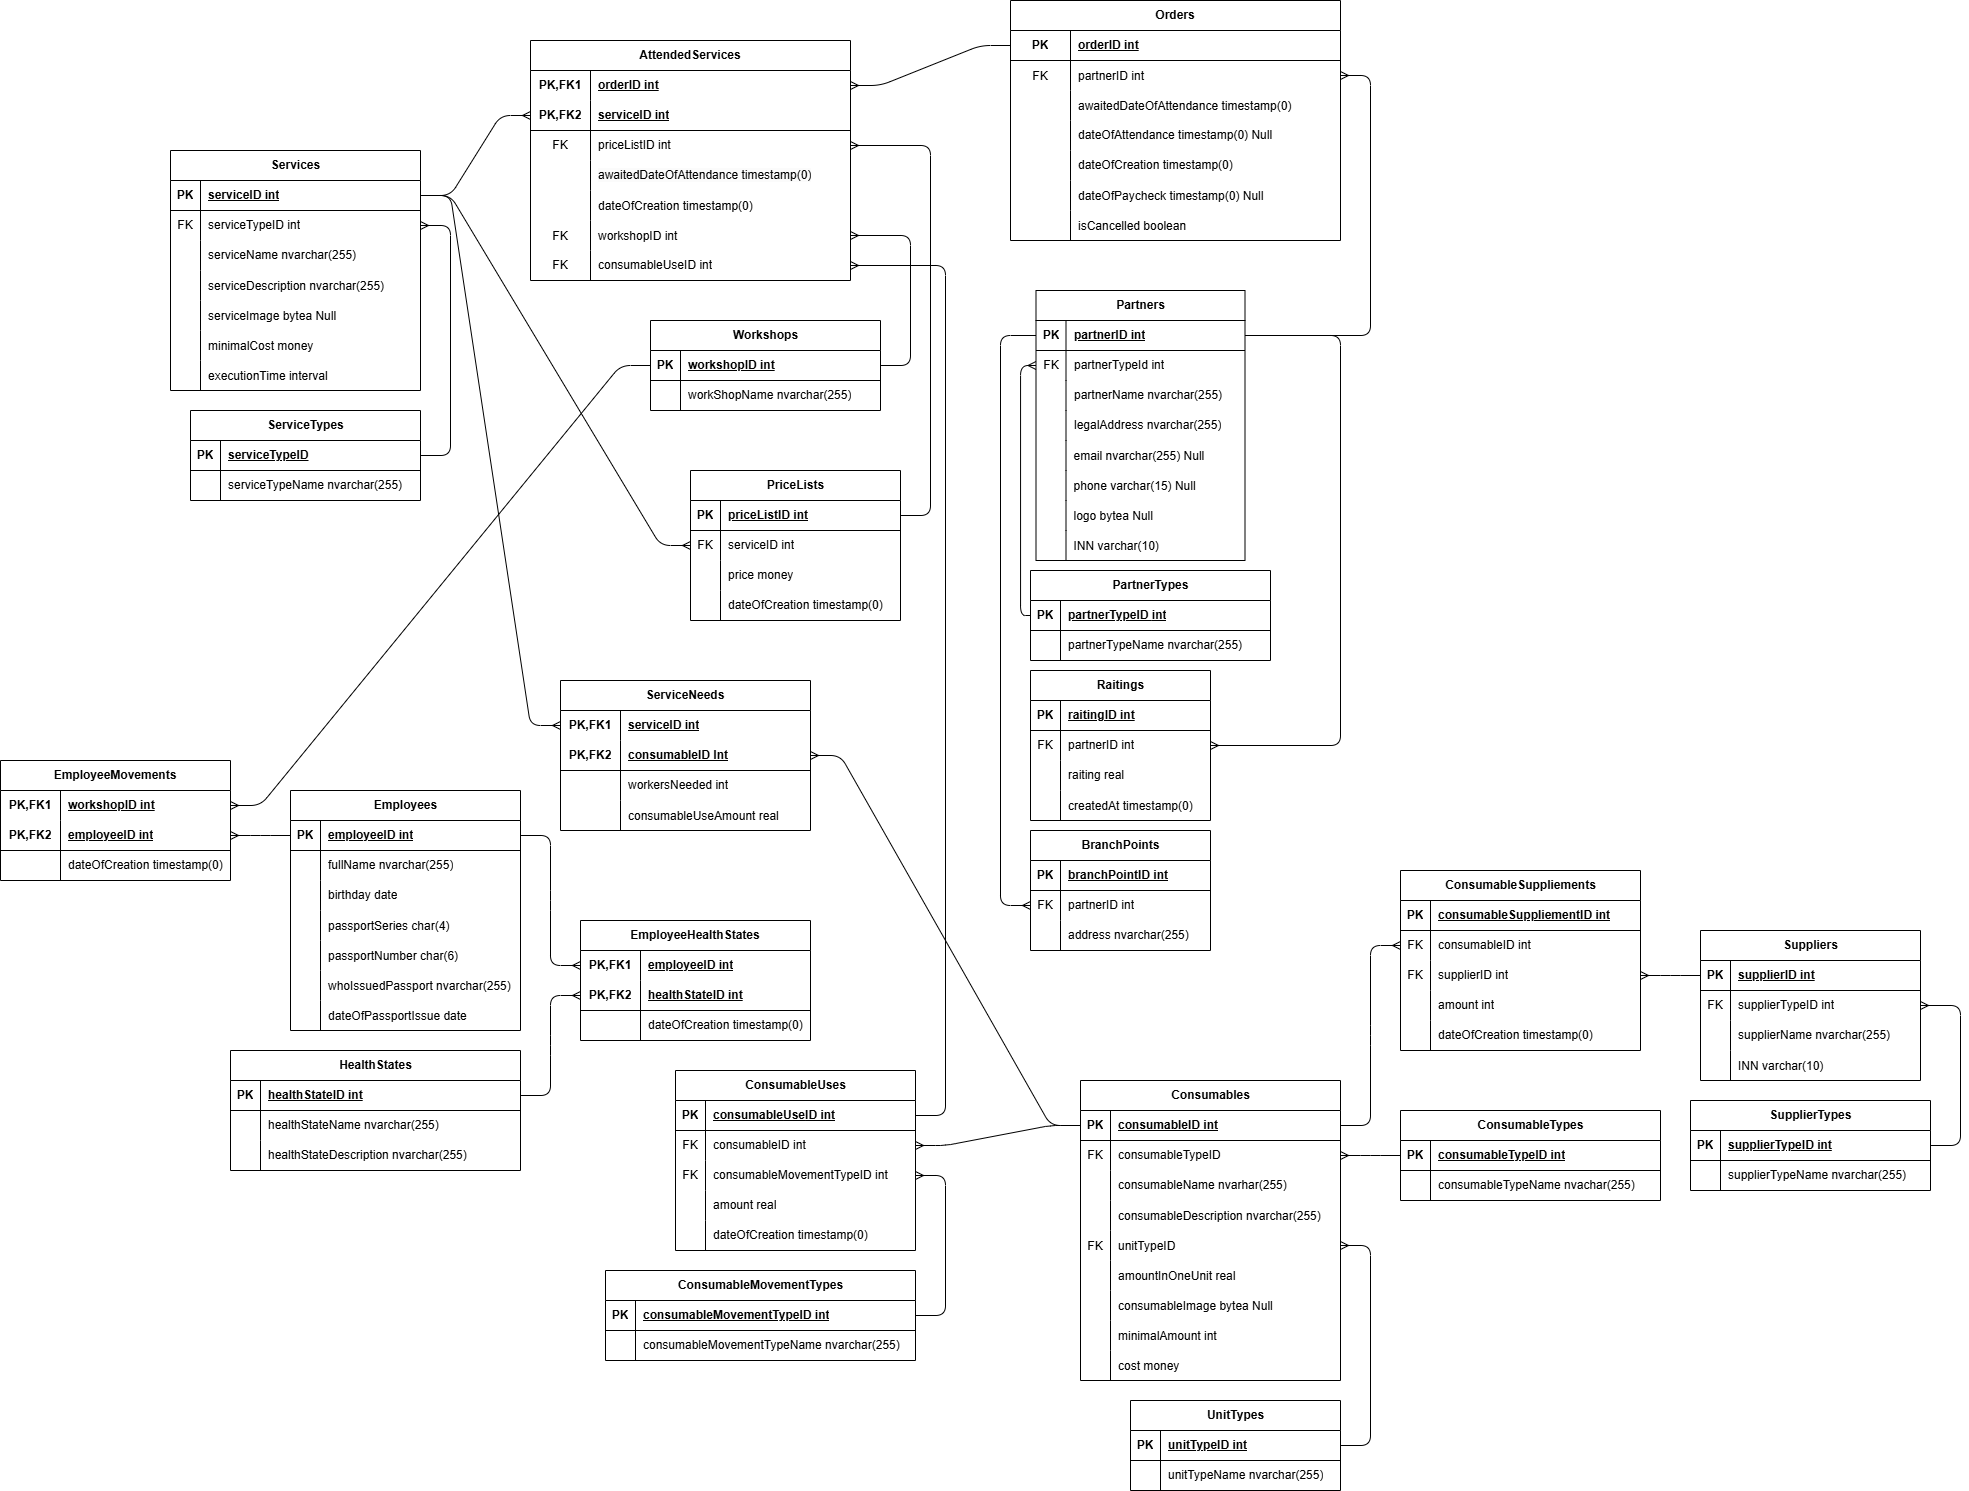 Orders
PK orderID int
FK partnerID int
awaitedDateOfAttendance timestamp(0)
dateOfAttendance timestamp(0) Null
dateOfCreation timestamp(0)
dateOfPaycheck timestamp(0) Null
isCancelled boolean
AttendedServices
PK,FK1 orderID int
PK,FK2 serviceID int
FK priceListID int
awaitedDateOfAttendance timestamp(0)
dateOfCreation timestamp(0)
FK workshopID int
FK consumableUseID int
Services
PK serviceID int
FK serviceTypeID int
serviceName nvarchar(255)
serviceDescription nvarchar(255)
serviceImage bytea Null
minimalCost money
executionTime interval
ServiceTypes
PK serviceTypeID
serviceTypeName nvarchar(255)
Workshops
PK workshopID int
workShopName nvarchar(255)
PriceLists
PK priceListID int
FK serviceID int
price money
dateOfCreation timestamp(0)
Partners
PK partnerID int
FK partnerTypeId int
partnerName nvarchar(255)
legalAddress nvarchar(255)
email nvarchar(255) Null
phone varchar(15) Null
logo bytea Null
INN varchar(10)
PartnerTypes
PK partnerTypeID int
partnerTypeName nvarchar(255)
Raitings
PK raitingID int
FK partnerID int
raiting real
createdAt timestamp(0)
BranchPoints
PK branchPointID int
FK partnerID int
address nvarchar(255)
ServiceNeeds
PK,FK1 serviceID int
PK,FK2 consumableID Int
workersNeeded int
consumableUseAmount real
EmployeeMovements
PK,FK1 workshopID int
PK,FK2 employeeID int
dateOfCreation timestamp(0)
Employees
PK employeeID int
fullName nvarchar(255)
birthday date
passportSeries char(4)
passportNumber char(6)
whoIssuedPassport nvarchar(255)
dateOfPassportIssue date
EmployeeHealthStates
PK,FK1 employeeID int
PK,FK2 healthStateID int
dateOfCreation timestamp(0)
HealthStates
PK healthStateID int
healthStateName nvarchar(255)
healthStateDescription nvarchar(255)
ConsumableUses
PK consumableUseID int
FK consumableID int
FK consumableMovementTypeID int
amount real
dateOfCreation timestamp(0)
ConsumableMovementTypes
PK consumableMovementTypeID int
consumableMovementTypeName nvarchar(255)
Consumables
PK consumableID int
FK consumableTypeID
consumableName nvarhar(255)
consumableDescription nvarchar(255)
FK unitTypeID
amountInOneUnit real
consumableImage bytea Null
minimalAmount int
cost money
UnitTypes
PK unitTypeID int
unitTypeName nvarchar(255)
ConsumableSuppliements
PK consumableSuppliementID int
FK consumableID int
FK supplierID int
amount int
dateOfCreation timestamp(0)
ConsumableTypes
PK consumableTypeID int
consumableTypeName nvachar(255)
Suppliers
PK supplierID int
FK supplierTypeID int
supplierName nvarchar(255)
INN varchar(10)
SupplierTypes
PK supplierTypeID int
supplierTypeName nvarchar(255)